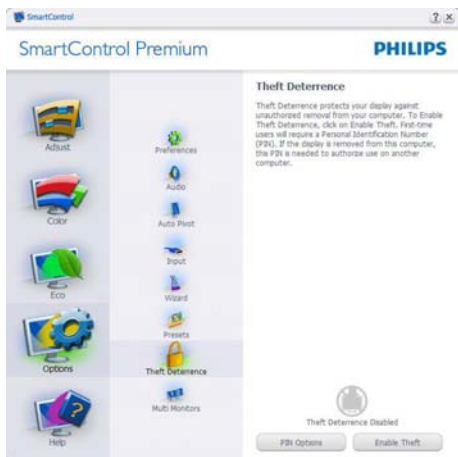 SmartControl
SmartControl Premium
PHILIPS
Adjust
Color
Eco
Options
Help
Preferences
Audio
Auto Pivot
Input
Wizard
Presets
Theft Deterrence
Multi Monitors
Theft Deterrence
Theft Deterrence protects your display against
unauthorized removal from your computer. To Enable
Theft Deterrence, click on Enable Theft. First-time
users will require a Personal Identification Number
(PIN). If the display is removed from this computer,
this PIN is needed to authorize use on another
computer.
Theft Deterrence Disabled
PIN Options
Enable Theft